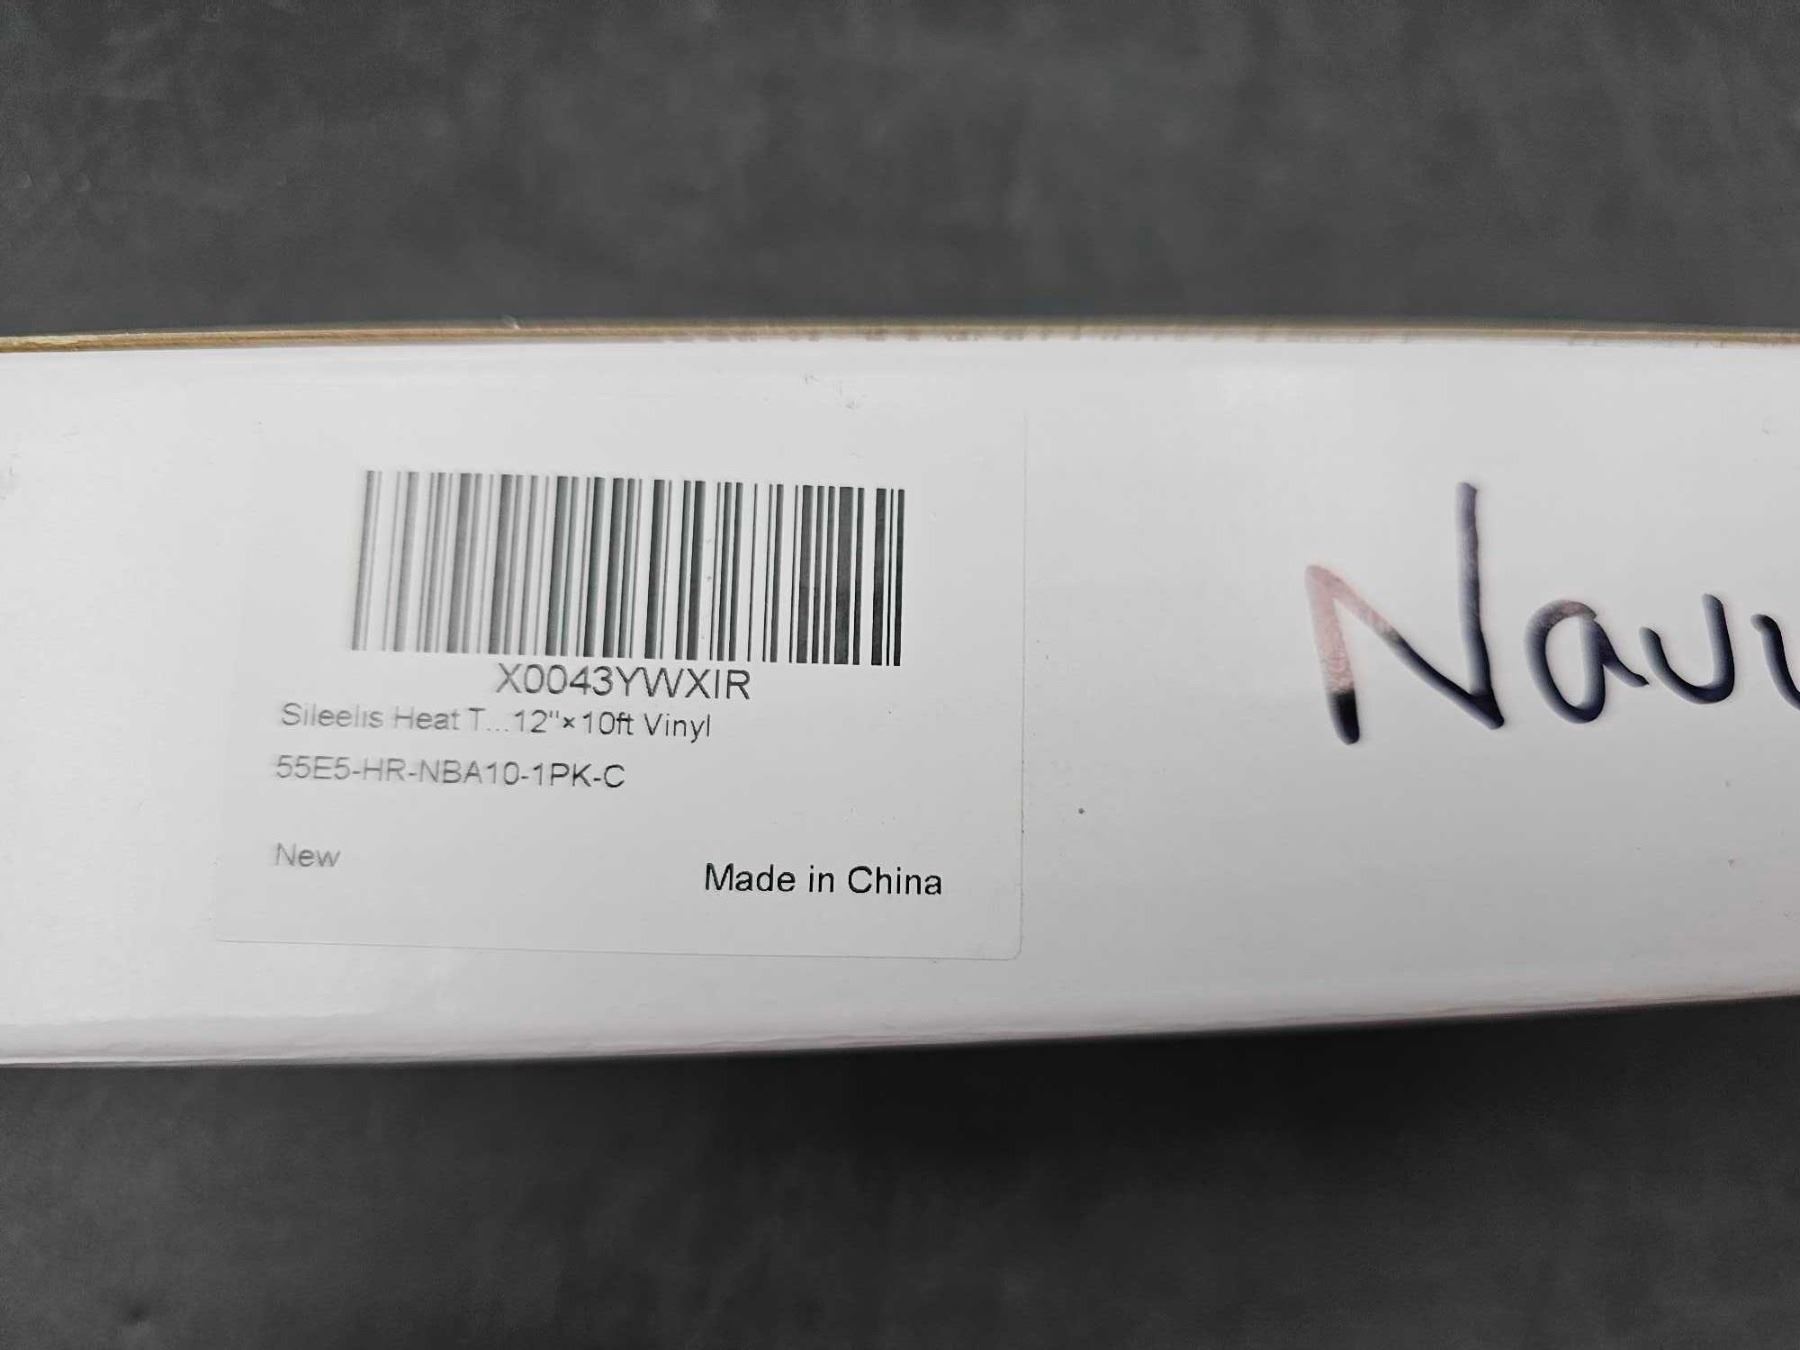 X0043YWXIR
Sileelis Heat T...12"×10ft Vinyl
55E5-HR-NBA10-1PK-C
New
Made in China